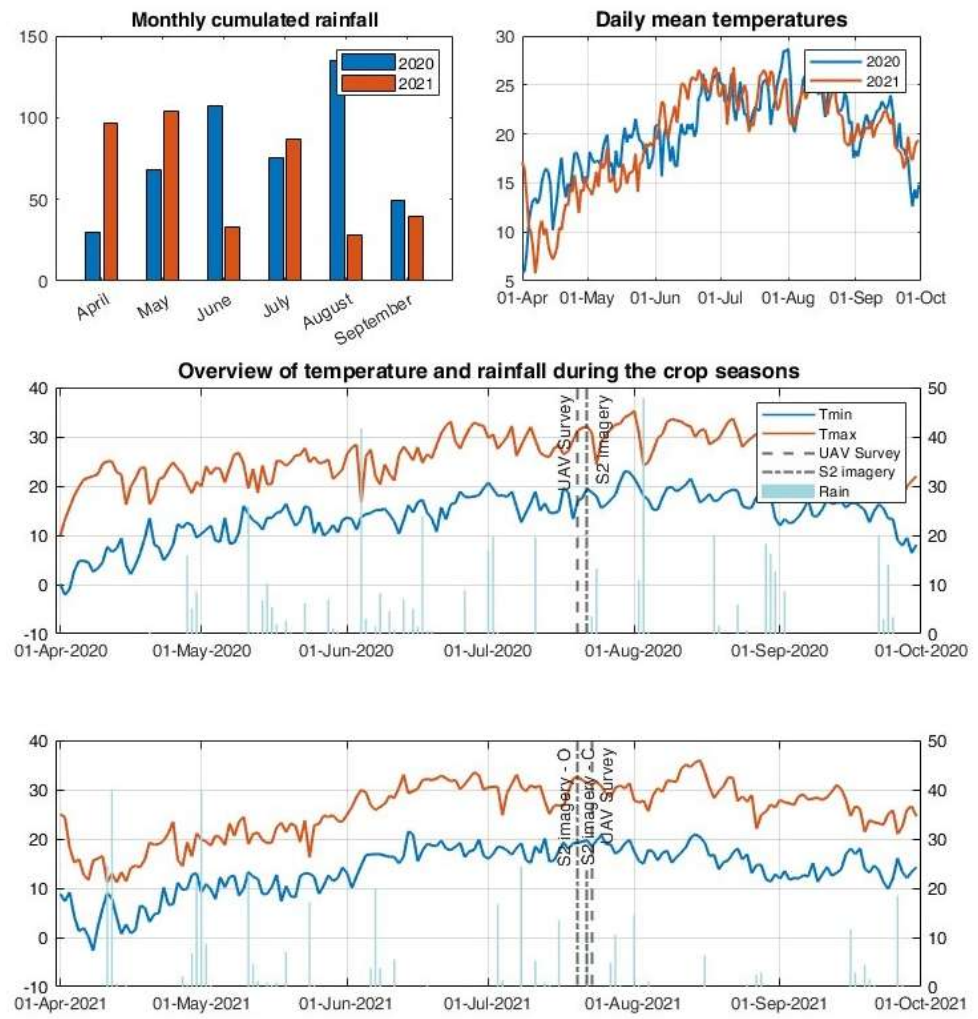 Monthly cumulated rainfall
150
100
50
0
2020
2021
April
May
June
July
August
September
Daily mean temperatures
30
25
20
15
10
5
2020
2021
01-Apr
01-May
01-Jun
01-Jul
01-Aug
01-Sep
01-Oct
Overview of temperature and rainfall during the crop seasons
40
30
20
10
0
-10
50
40
30
20
10
0
UAV Survey
S2 imagery
Tmin
Tmax
UAV Survey
S2 imagery
Rain
01-Apr-2020
01-May-2020
01-Jun-2020
01-Jul-2020
01-Aug-2020
01-Sep-2020
01-Oct-2020
40
30
20
10
0
-10
50
40
30
20
10
0
S2 imagery - O
S2 imagery - C
UAV Survey
01-Apr-2021
01-May-2021
01-Jun-2021
01-Jul-2021
01-Aug-2021
01-Sep-2021
01-Oct-2021